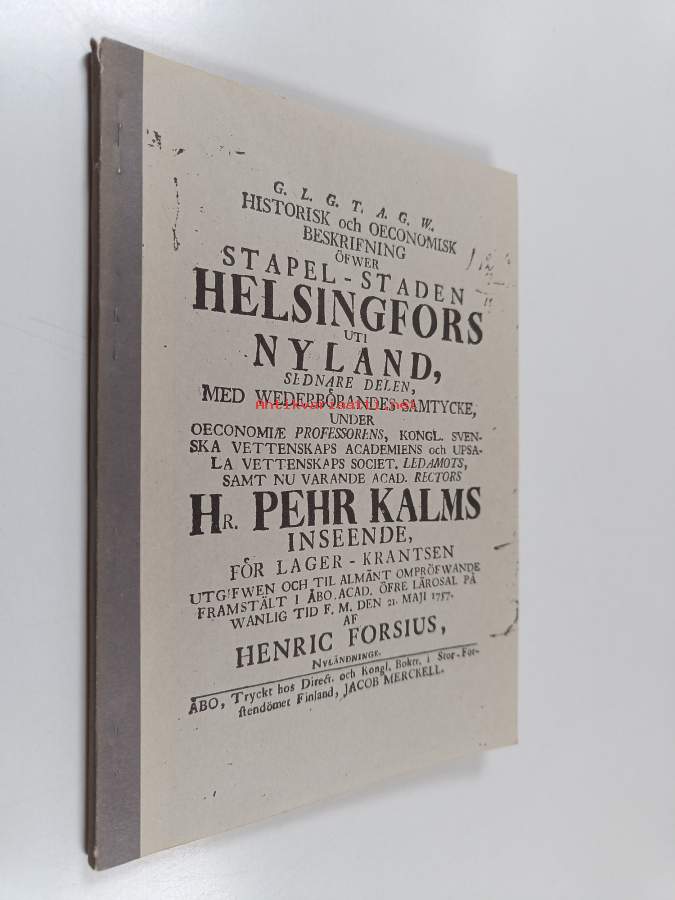 G. L. G. T. A. G. W.
HISTORISK och OECONOMISK
BESKRIFNING
ÖFWER
STAPEL-STADEN
HELSINGFORS
UTI
NYLAND,
SEDNARE DELEN,
MED WEDERBÖRANDES SAMTYCKE,
UNDER
OECONOMIÆ PROFESSORENS, KONGL. SVEN-
SKA VETTENSKAPS ACADEMIENS och UPSA-
LA VETTENSKAPS SOCIET. LEDAMOTS,
SAMT NU VARANDE ACAD. RECTORS
HR. PEHR KALMS
INSEENDE,
FÖR LAGER-KRANTSEN
UTGIFWEN OCH TIL ALMÄNT OMPRÖFWANDE
FRAMSTÄLT I ÅBO ACAD. ÖFRE LÄROSAL PÅ
WANLIG TID F. M. DEN 21. MAJI 1757.
AF
HENRIC FORSIUS,
NYLÄNDNINGE.
ÅBO, Tryckt hos Direct. och Kongl. Boktr. i Stor-För-
stendömet Finland, JACOB MERCKELL.
antikvariaatti.net